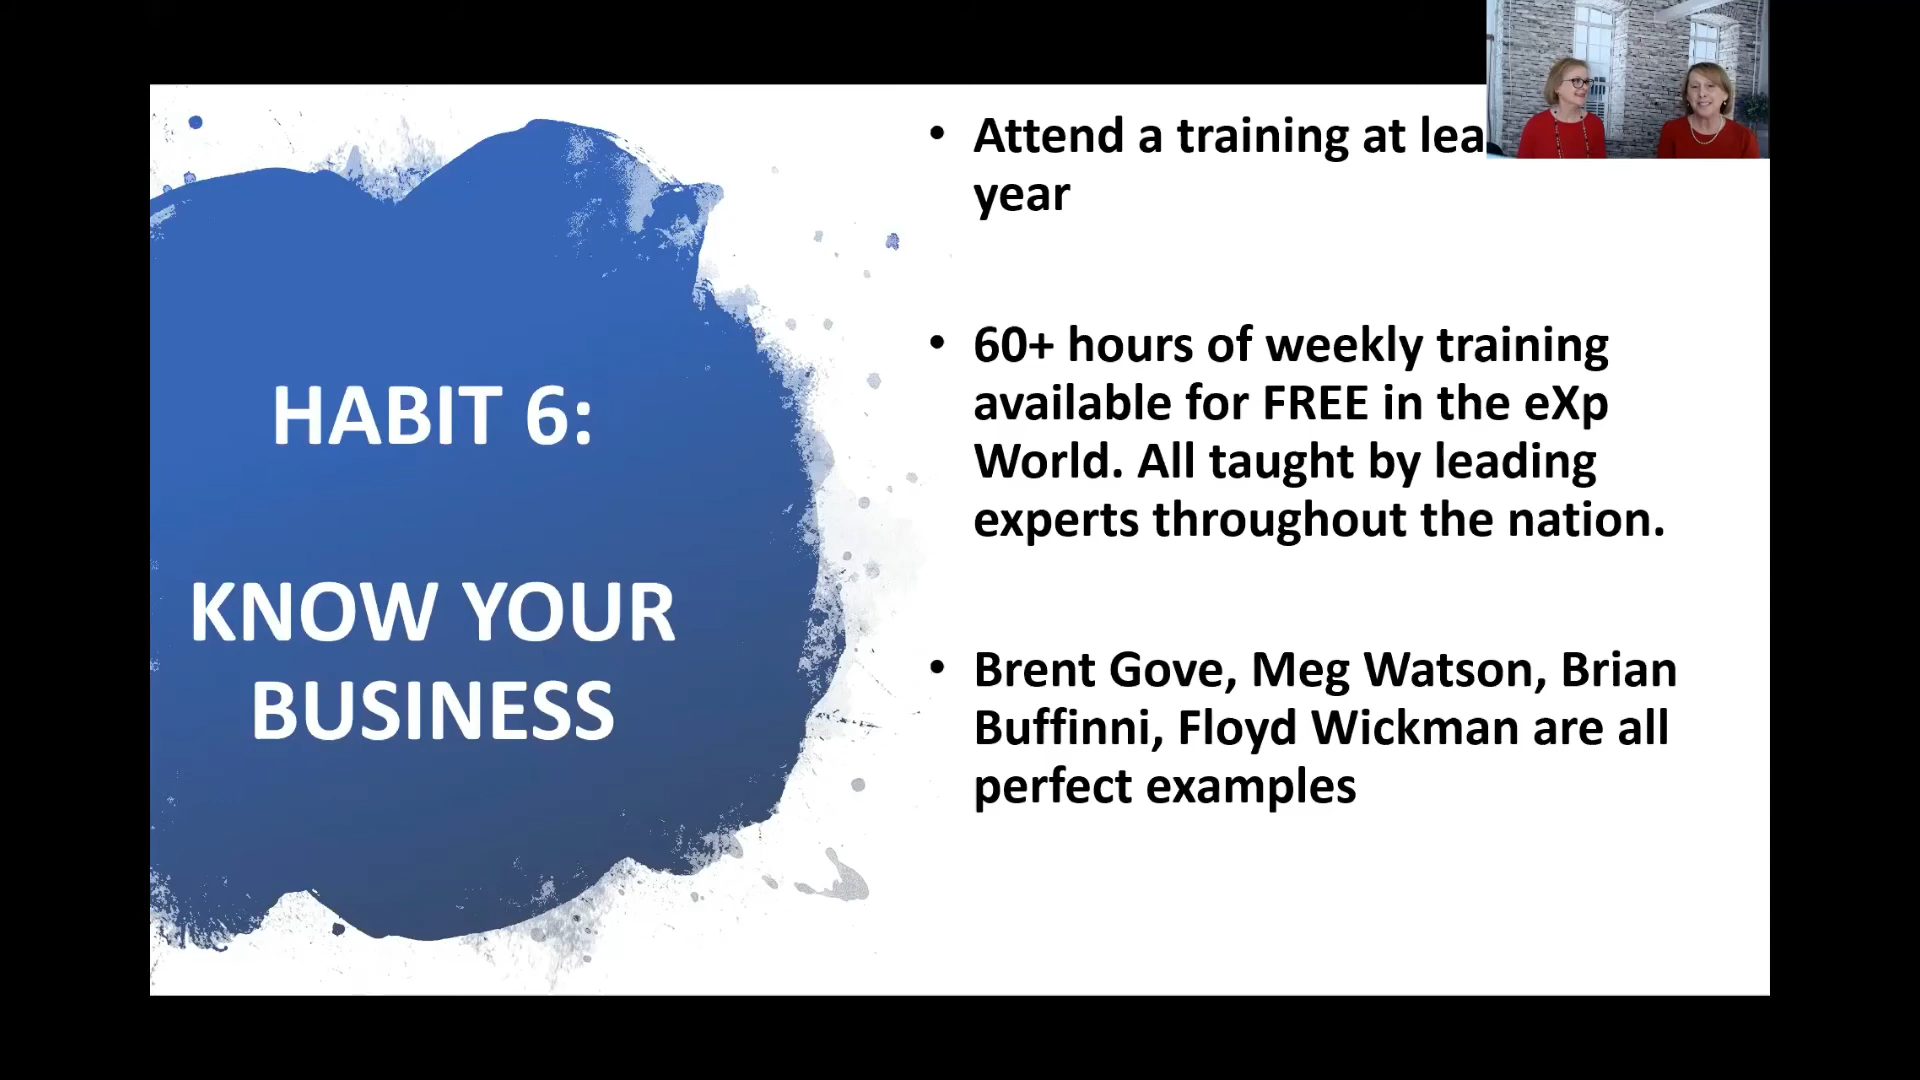 HABIT 6:
KNOW YOUR
BUSINESS
• Attend a training at
year
• 60+ hours of weekly training
available for FREE in the eXp
World. All taught by leading
experts throughout the nation.
• Brent Gove, Meg Watson, Brian
Buffinni, Floyd Wickman are all
perfect examples